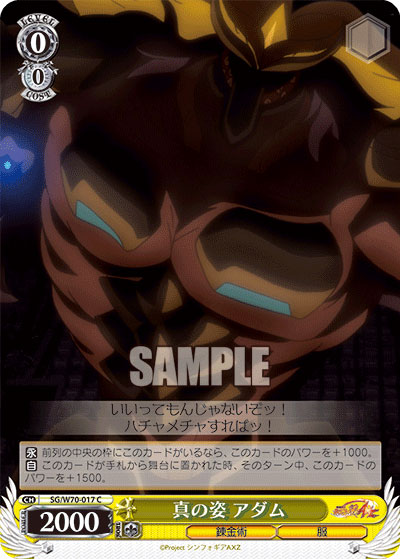 LEVEL
0
0
COST
SAMPLE
いいってもんじゃないぞッ!
ハチャメチャすればッ!
永 前列の中央の枠にこのカードがいるなら、このカードのパワーを+1000。
自 このカードが手札から舞台に置かれた時、そのターン中、このカードのパワーを+1500。
CH SG/W70-017 C
2000
真の姿 アダム
錬金術
服
©Project シンフォギアAXZ